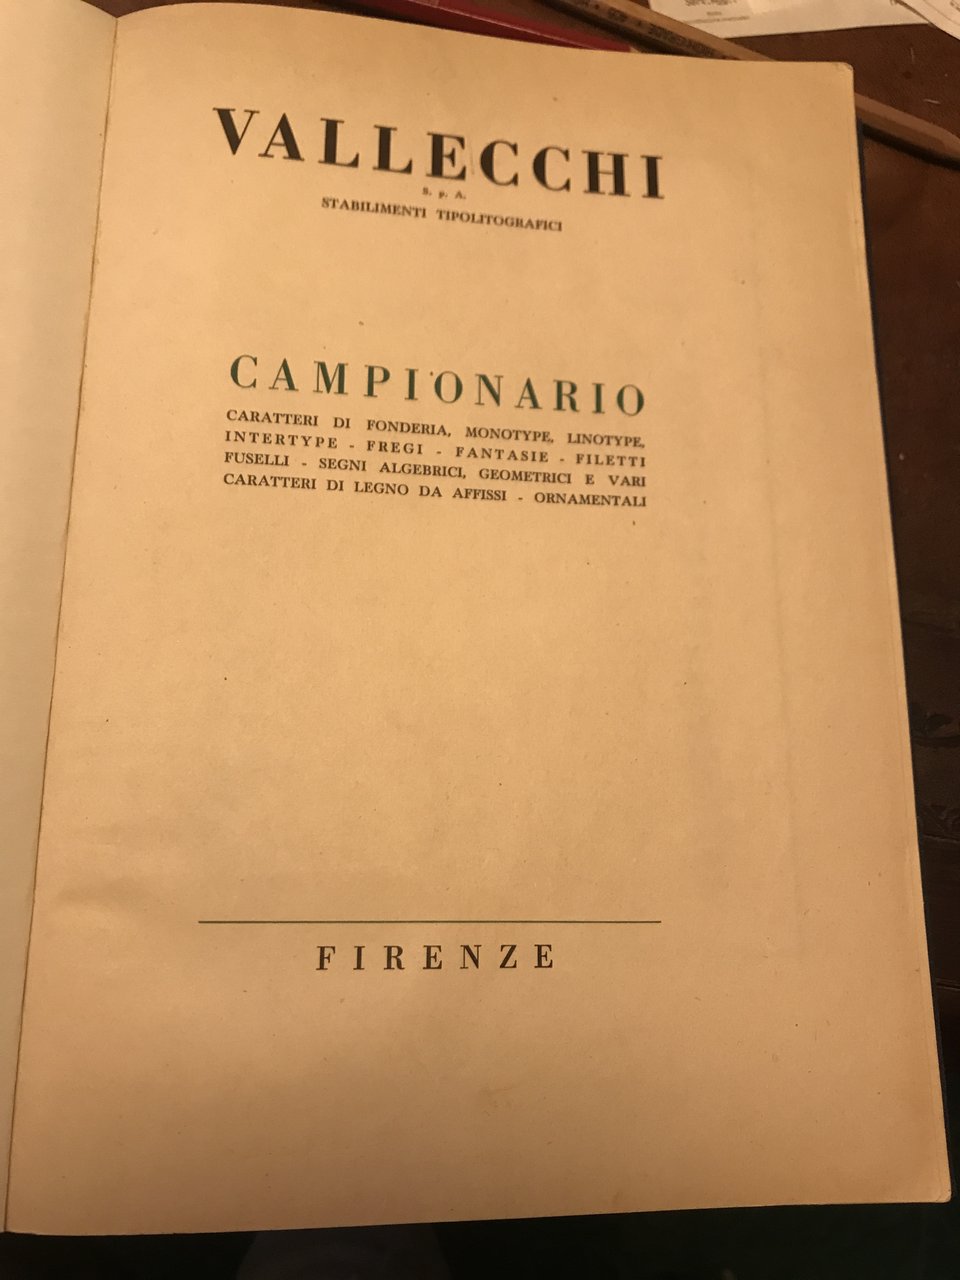 VALLECCHI
S. p. A.
STABILIMENTI TIPOLITOGRAFICI
CAMPIONARIO
CARATTERI DI FONDERIA, MONOTYPE, LINOTYPE,
INTERTYPE - FREGI - FANTASIE - FILETTI
FUSELLI - SEGNI ALGEBRICI, GEOMETRICI E VARI
CARATTERI DI LEGNO DA AFFISSI - ORNAMENTALI
FIRENZE